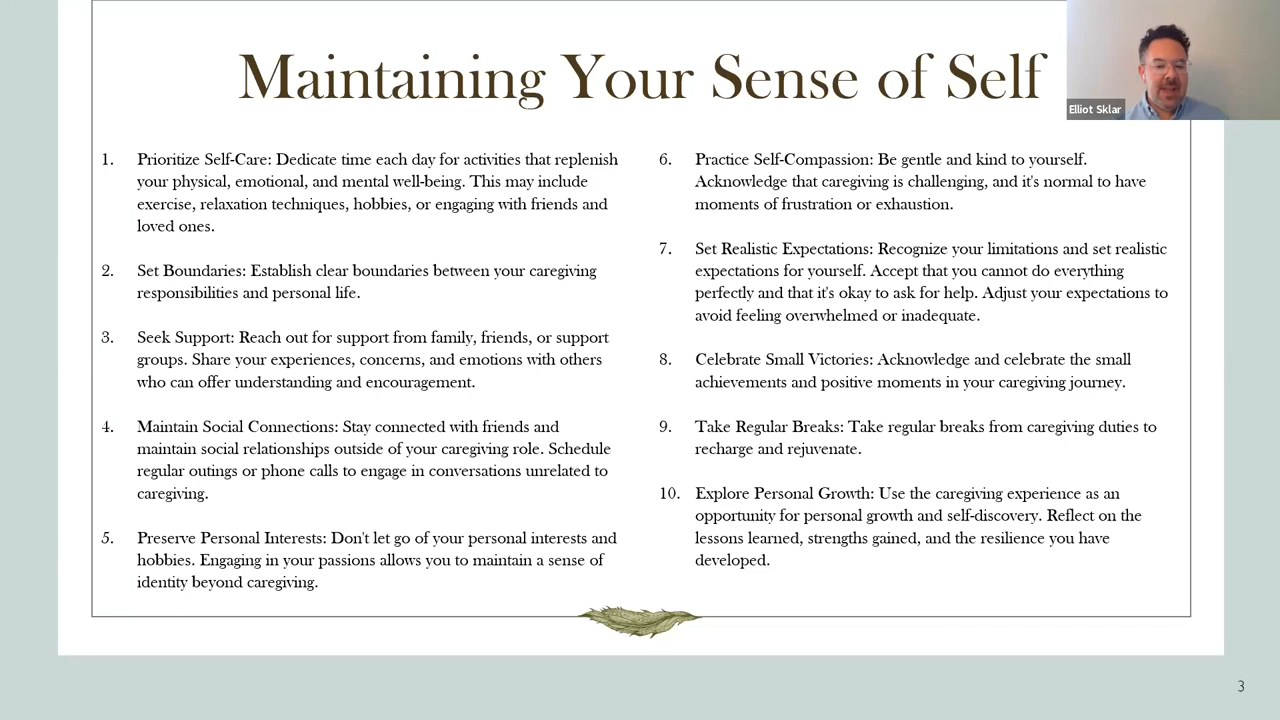 Maintaining Your Sense of Self
Elliot Sklar
1. Prioritize Self-Care: Dedicate time each day for activities that replenish
your physical, emotional, and mental well-being. This may include
exercise, relaxation techniques, hobbies, or engaging with friends and
loved ones.
2. Set Boundaries: Establish clear boundaries between your caregiving
responsibilities and personal life.
3. Seek Support: Reach out for support from family, friends, or support
groups. Share your experiences, concerns, and emotions with others
who can offer understanding and encouragement.
4. Maintain Social Connections: Stay connected with friends and
maintain social relationships outside of your caregiving role. Schedule
regular outings or phone calls to engage in conversations unrelated to
caregiving.
5. Preserve Personal Interests: Don't let go of your personal interests and
hobbies. Engaging in your passions allows you to maintain a sense of
identity beyond caregiving.
6. Practice Self-Compassion: Be gentle and kind to yourself.
Acknowledge that caregiving is challenging, and it's normal to have
moments of frustration or exhaustion.
7. Set Realistic Expectations: Recognize your limitations and set realistic
expectations for yourself. Accept that you cannot do everything
perfectly and that it's okay to ask for help. Adjust your expectations to
avoid feeling overwhelmed or inadequate.
8. Celebrate Small Victories: Acknowledge and celebrate the small
achievements and positive moments in your caregiving journey.
9. Take Regular Breaks: Take regular breaks from caregiving duties to
recharge and rejuvenate.
10. Explore Personal Growth: Use the caregiving experience as an
opportunity for personal growth and self-discovery. Reflect on the
lessons learned, strengths gained, and the resilience you have
developed.
3